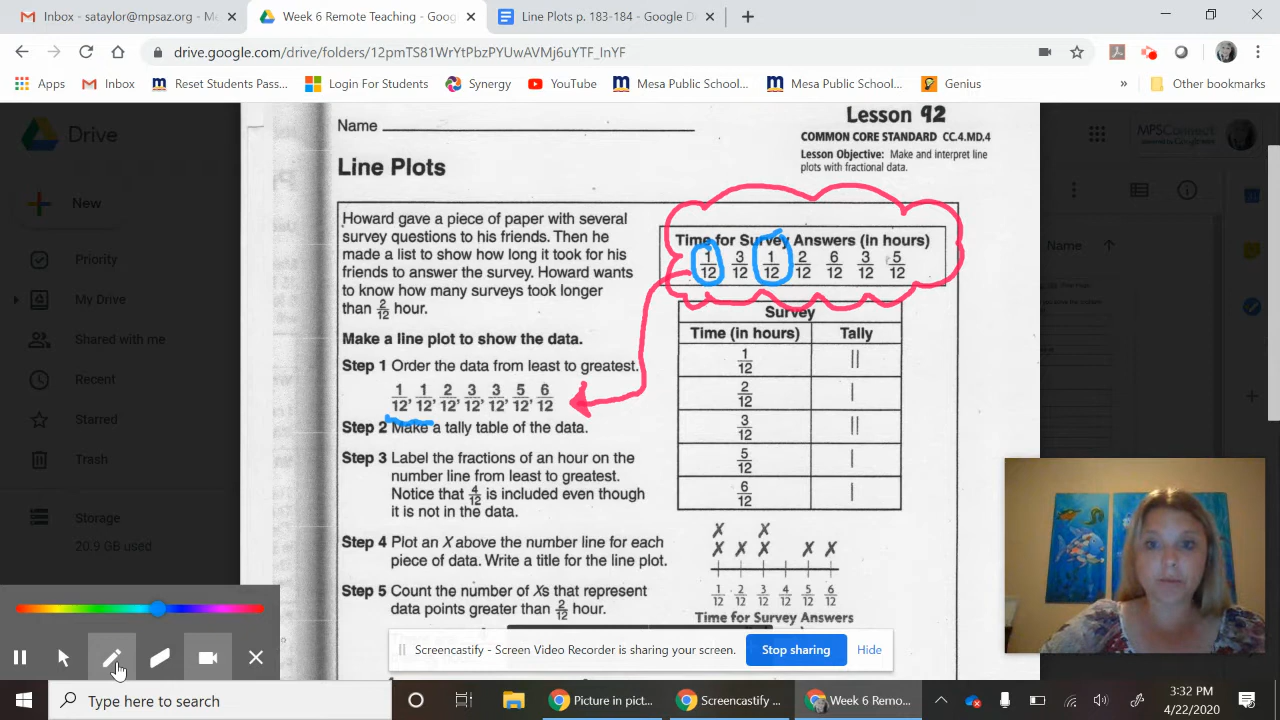 Inbox - sataylor@mpsaz.org - Me
Week 6 Remote Teaching - Goog
Line Plots p. 183-184 - Google D
drive.google.com/drive/folders/12pmTS81WrYtPbzPYUwAVMj6uYTF_lnYF
Apps
Inbox
Reset Students Pass...
Login For Students
Synergy
YouTube
Mesa Public School...
Mesa Public School...
Genius
»
Other bookmarks
Drive
New
Priority
My Drive
Shared with me
Recent
Starred
Trash
Storage
20.9 GB used
Name
Name
Lesson 92
COMMON CORE STANDARD CC.4.MD.4
Lesson Objective: Make and interpret line
plots with fractional data.
Line Plots
Howard gave a piece of paper with several
survey questions to his friends. Then he
made a list to show how long it took for his
friends to answer the survey. Howard wants
to know how many surveys took longer
than 2/12 hour.
Make a line plot to show the data.
Step 1 Order the data from least to greatest.
1/12, 1/12, 2/12, 3/12, 3/12, 5/12, 6/12
Step 2 Make a tally table of the data.
Step 3 Label the fractions of an hour on the
number line from least to greatest.
Notice that 4/12 is included even though
it is not in the data.
Step 4 Plot an X above the number line for each
piece of data. Write a title for the line plot.
Step 5 Count the number of Xs that represent
data points greater than 2/12 hour.
Time for Survey Answers (in hours)
1/12 3/12 1/12 2/12 6/12 3/12 5/12
Survey
Time (in hours) Tally
1/12 ||
2/12 |
3/12 ||
5/12 |
6/12 |
X X
X X X X X
1/12 2/12 3/12 4/12 5/12 6/12
Time for Survey Answers
Screencastify - Screen Video Recorder is sharing your screen.
Stop sharing
Hide
Type here to search
Picture in pict...
Screencastify ...
Week 6 Remo...
3:32 PM
4/22/2020